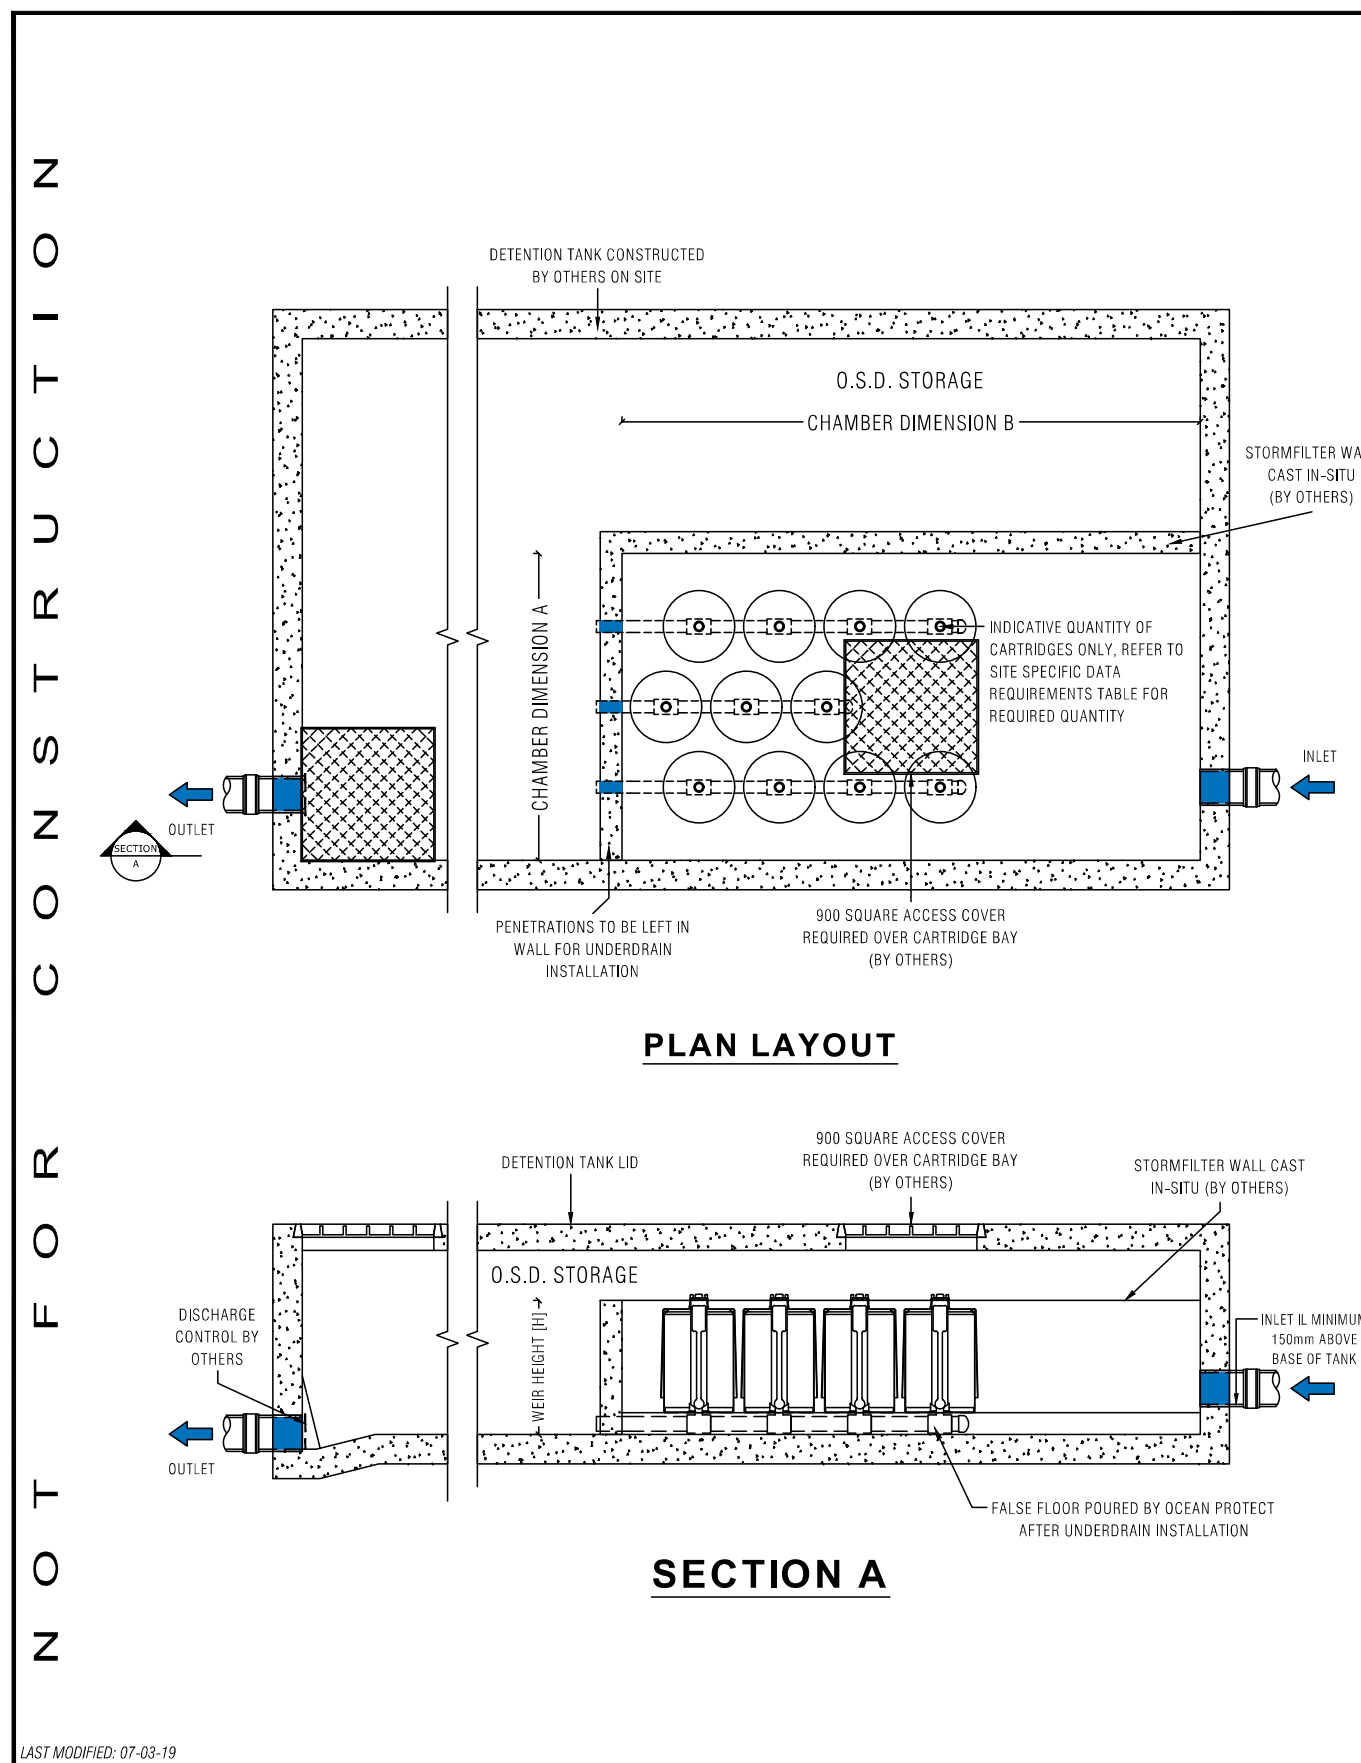 NOT FOR CONSTRUCTION
DETENTION TANK CONSTRUCTED
BY OTHERS ON SITE
O.S.D. STORAGE
CHAMBER DIMENSION B
STORMFILTER WA
CAST IN-SITU
(BY OTHERS)
CHAMBER DIMENSION A
INDICATIVE QUANTITY OF
CARTRIDGES ONLY, REFER TO
SITE SPECIFIC DATA
REQUIREMENTS TABLE FOR
REQUIRED QUANTITY
INLET
OUTLET
SECTION
A
PENETRATIONS TO BE LEFT IN
WALL FOR UNDERDRAIN
INSTALLATION
900 SQUARE ACCESS COVER
REQUIRED OVER CARTRIDGE BAY
(BY OTHERS)
PLAN LAYOUT
DETENTION TANK LID
900 SQUARE ACCESS COVER
REQUIRED OVER CARTRIDGE BAY
(BY OTHERS)
STORMFILTER WALL CAST
IN-SITU (BY OTHERS)
O.S.D. STORAGE
DISCHARGE
CONTROL BY
OTHERS
WEIR HEIGHT [H]
INLET IL MINIMUM
150mm ABOVE
BASE OF TANK
OUTLET
FALSE FLOOR POURED BY OCEAN PROTECT
AFTER UNDERDRAIN INSTALLATION
SECTION A
LAST MODIFIED: 07-03-19